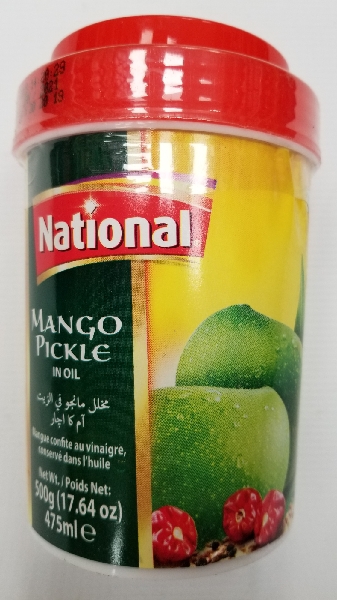 National
MANGO
PICKLE
IN OIL
مخلل مانجو في الزيت
آم کا اچار
Mangue confite au vinaigre,
conservé dans l'huile
Net Wt. / Poids Net:
500g (17.64 oz)
475ml e